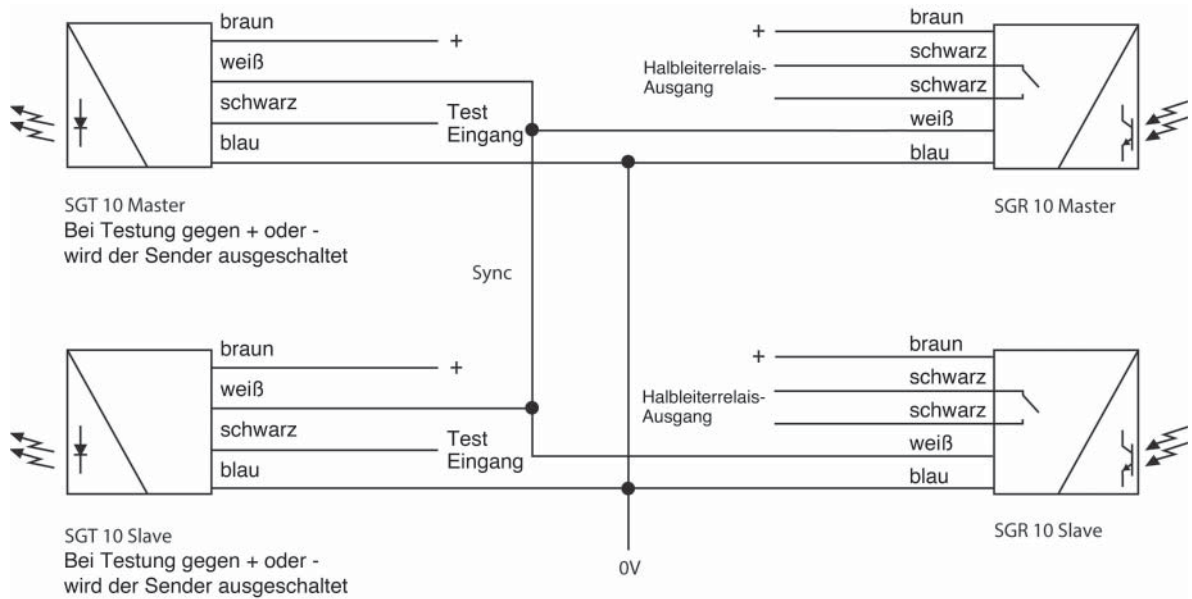 braun
+
weiß
schwarz
Test
Eingang
blau
SGT 10 Master
Bei Testung gegen + oder -
wird der Sender ausgeschaltet
braun
+
schwarz
Halbleiterrelais-
Ausgang
schwarz
weiß
blau
SGR 10 Master
Sync
braun
+
weiß
schwarz
Test
Eingang
blau
SGT 10 Slave
Bei Testung gegen + oder -
wird der Sender ausgeschaltet
braun
+
schwarz
Halbleiterrelais-
Ausgang
schwarz
weiß
blau
SGR 10 Slave
0V